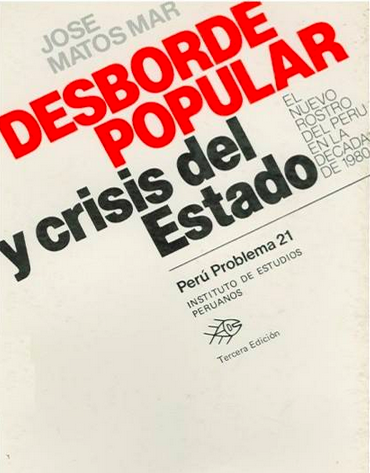 JOSE
MATOS MAR
DESBORDE
POPULAR
y crisis del
Estado
EL
NUEVO
ROSTRO
DEL PERU
EN LA
DECADA
DE 1980
Perú Problema 21
INSTITUTO DE ESTUDIOS
PERUANOS
Tercera Edición